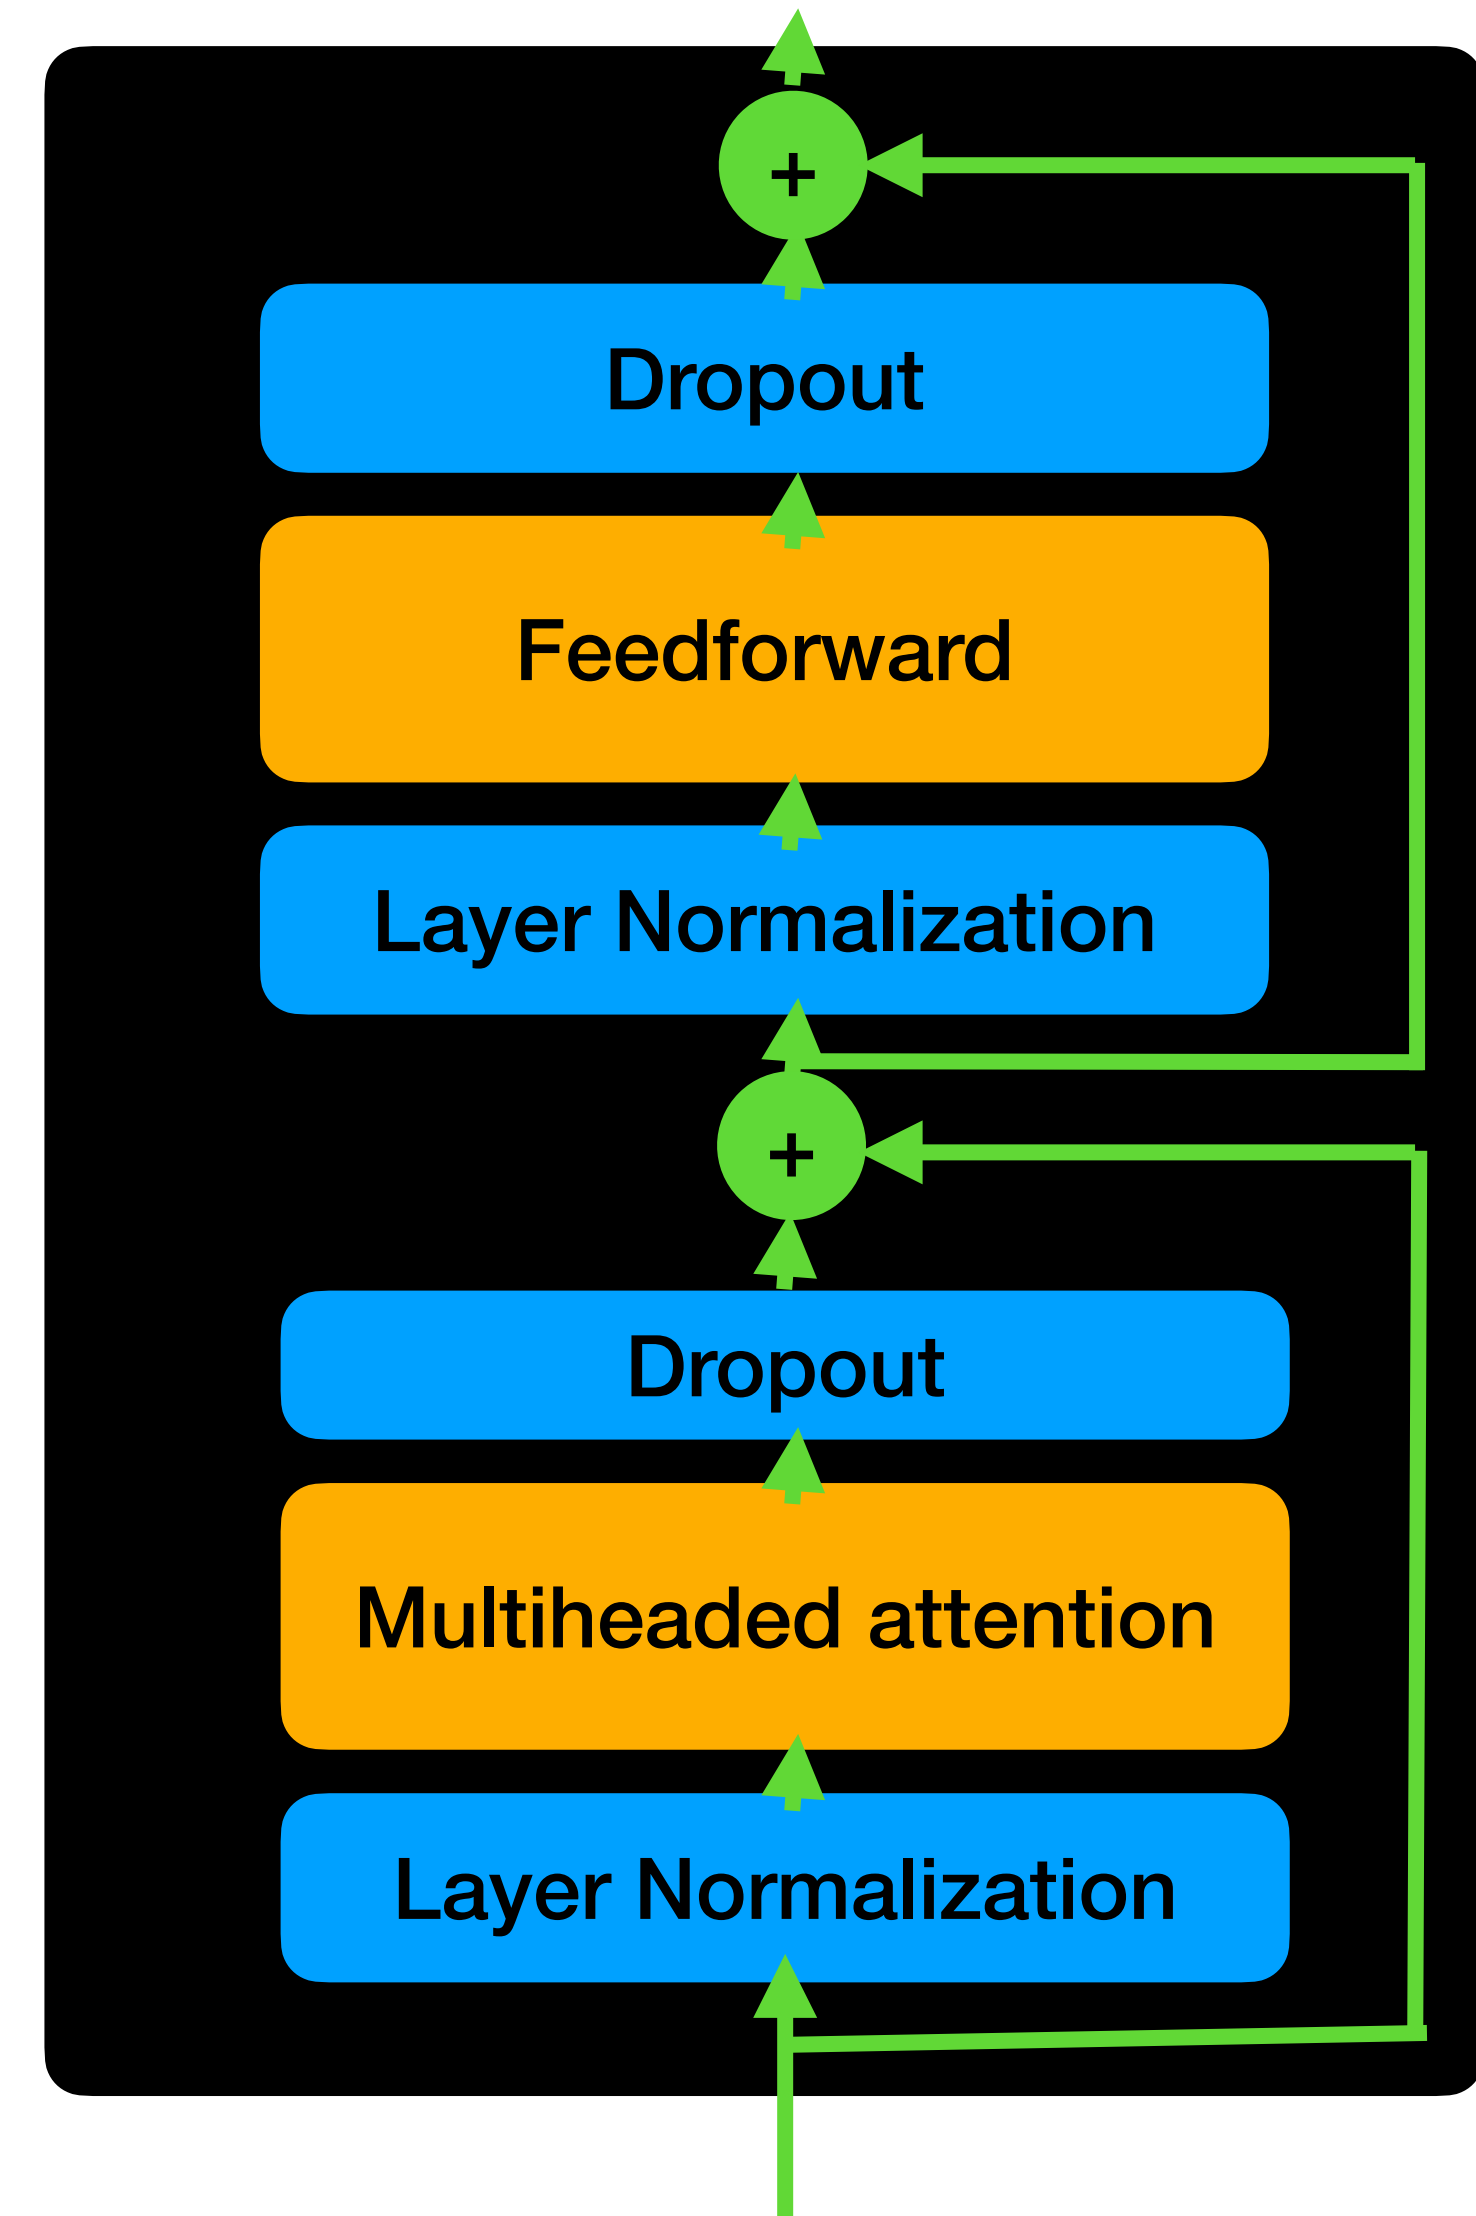 +
Dropout
Feedforward
Layer Normalization
+
Dropout
Multiheaded attention
Layer Normalization